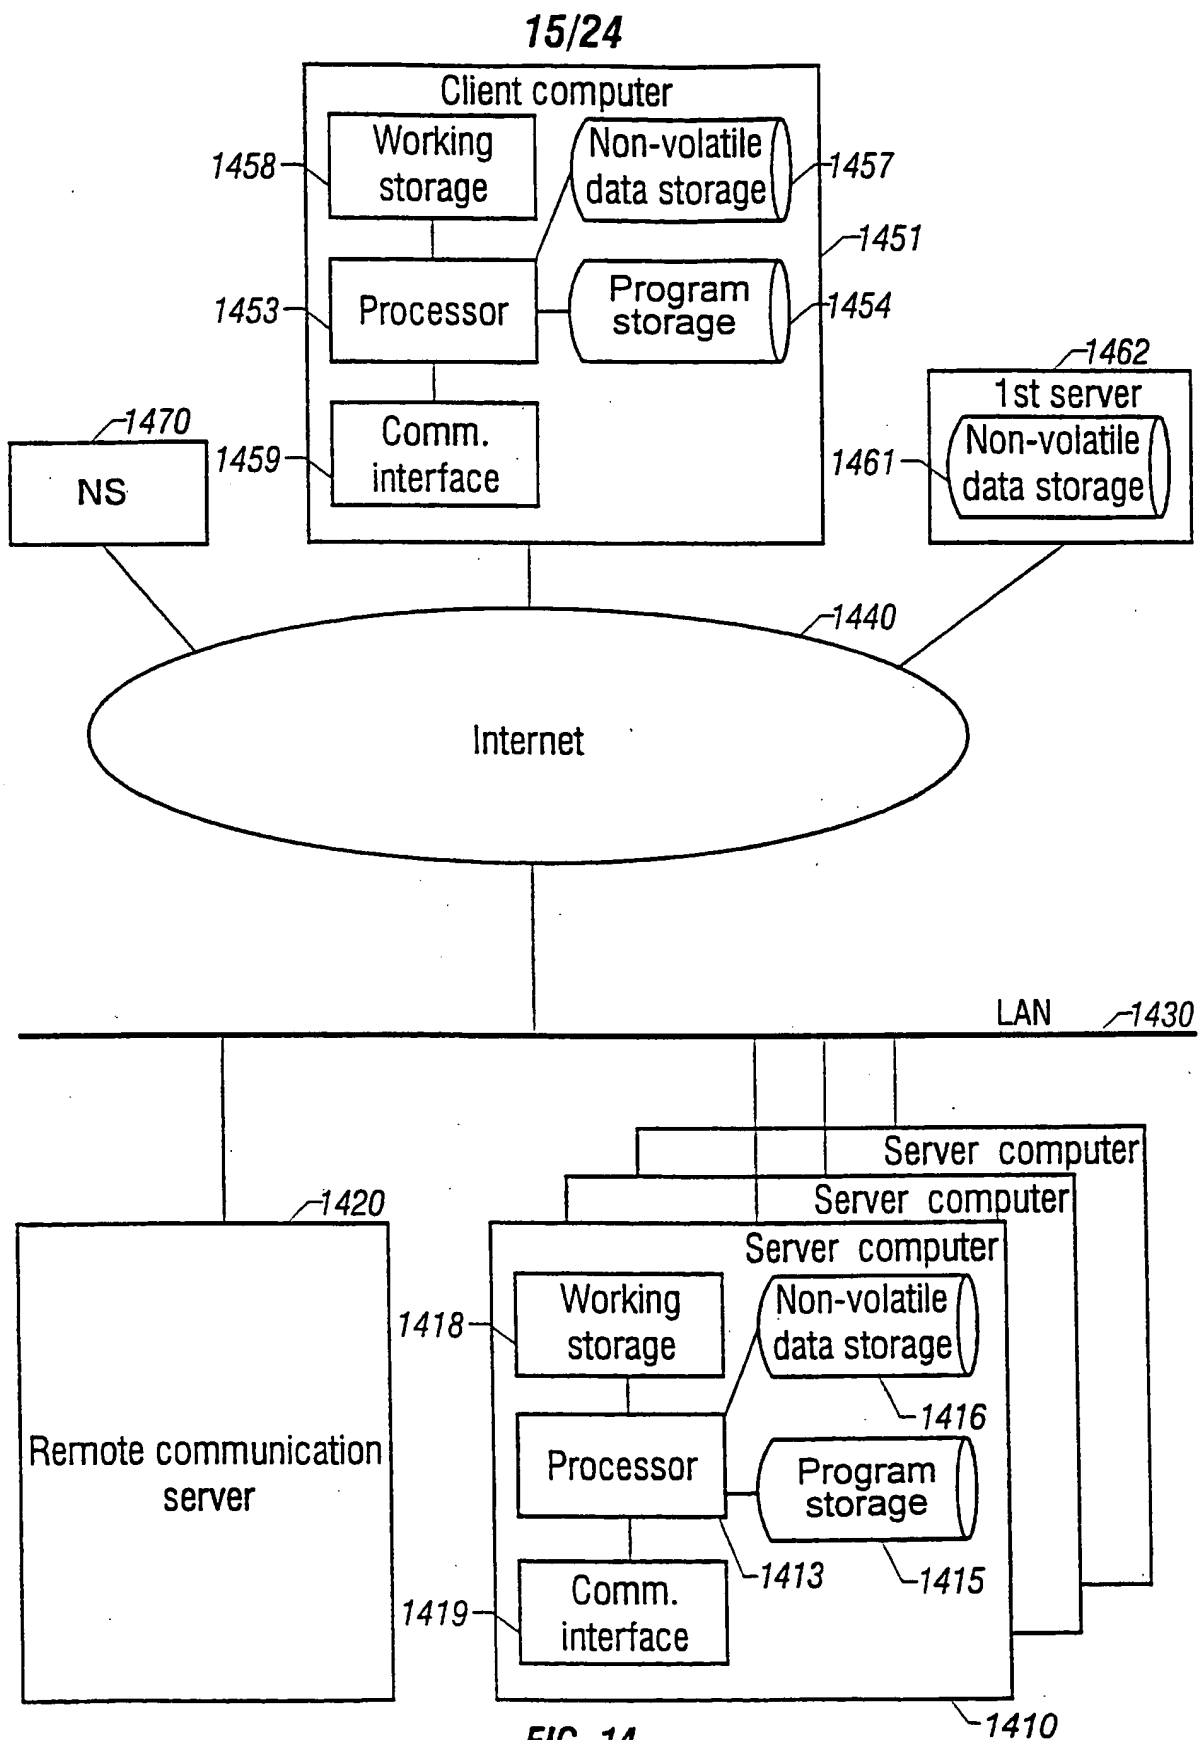 15/24
Client computer
Working
storage
1458
Non-volatile
data storage
1457
1451
Processor
1453
Program
storage
1454
Comm.
interface
1459
1462
1st server
Non-volatile
data storage
1461
1470
NS
1440
Internet
LAN
1430
Server computer
Server computer
Server computer
1420
Remote communication
server
Working
storage
1418
Non-volatile
data storage
1416
Processor
1413
Program
storage
1415
Comm.
interface
1419
1410
FIG. 14